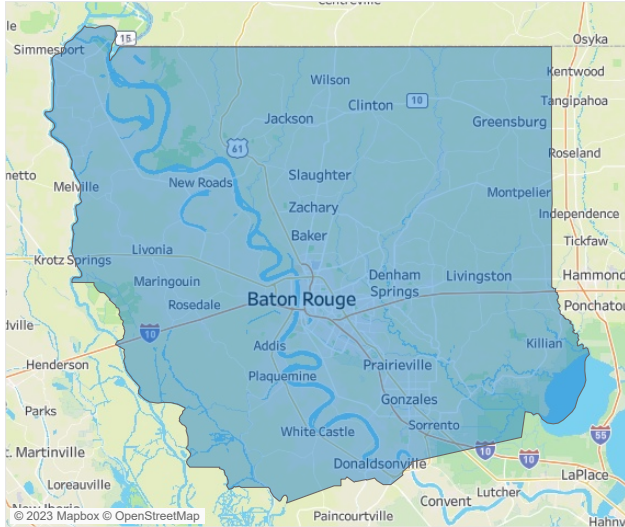 Centreville
15
Osyka
Simmesport
Kentwood
Wilson
Tangipahoa
Clinton
10
Jackson
Greensburg
61
Roseland
Slaughter
New Roads
Melville
Montpelier
Zachary
Independence
Baker
Tickfaw
Livonia
Krotz Springs
Denham
Springs
Livingston
Hammond
Maringouin
Baton Rouge
Rosedale
Ponchatou
10
Addis
Killian
Henderson
Prairieville
Plaquemine
Gonzales
Parks
Sorrento
White Castle
55
t. Martinville
10
10
Donaldsonville
LaPlace
Loreauville
Lutcher
Convent
© 2023 Mapbox © OpenStreetMap
Paincourtville
Hahnv